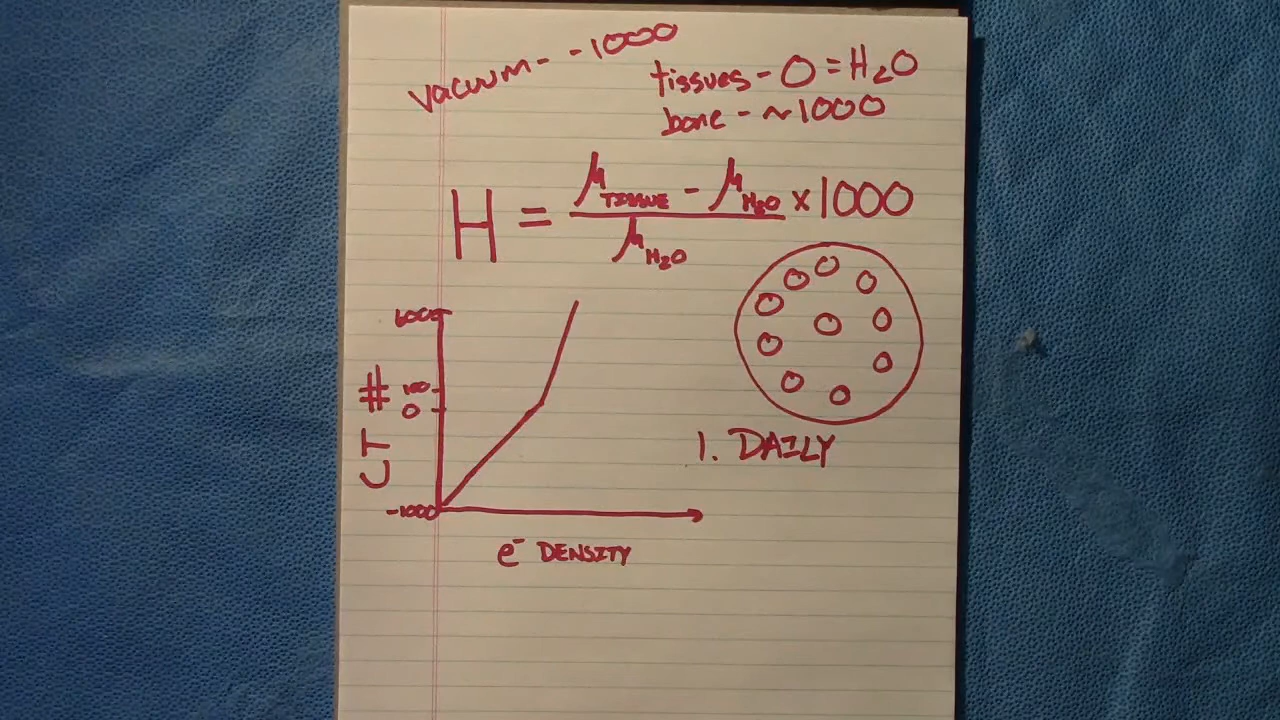 vacuum- -1000
tissues - 0 = H2O
bone - ~1000
H = μTISSUE - μH2O x 1000
μH2O
1000
100
0
-1000
CT #
e- DENSITY
1. DAILY